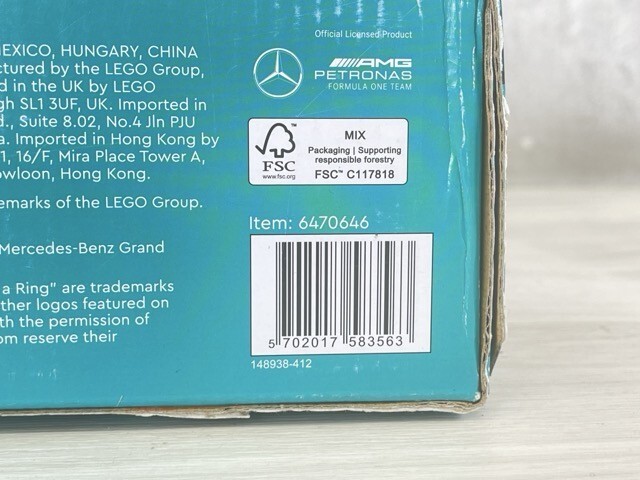 MEXICO, HUNGARY, CHINA
ctured by the LEGO Group,
d in the UK by LEGO
gh SL1 3UF, UK. Imported in
d., Suite 8.02, No.4 Jln PJU
a. Imported in Hong Kong by
1, 16/F, Mira Place Tower A,
owloon, Hong Kong.
emarks of the LEGO Group.
Mercedes-Benz Grand
a Ring” are trademarks
ther logos featured on
th the permission of
om reserve their
Official Licensed Product
AMG
PETRONAS
FORMULA ONE TEAM
FSC
www.fsc.org
MIX
Packaging | Supporting
responsible forestry
FSC™ C117818
Item: 6470646
5 702017 583563
148938-412